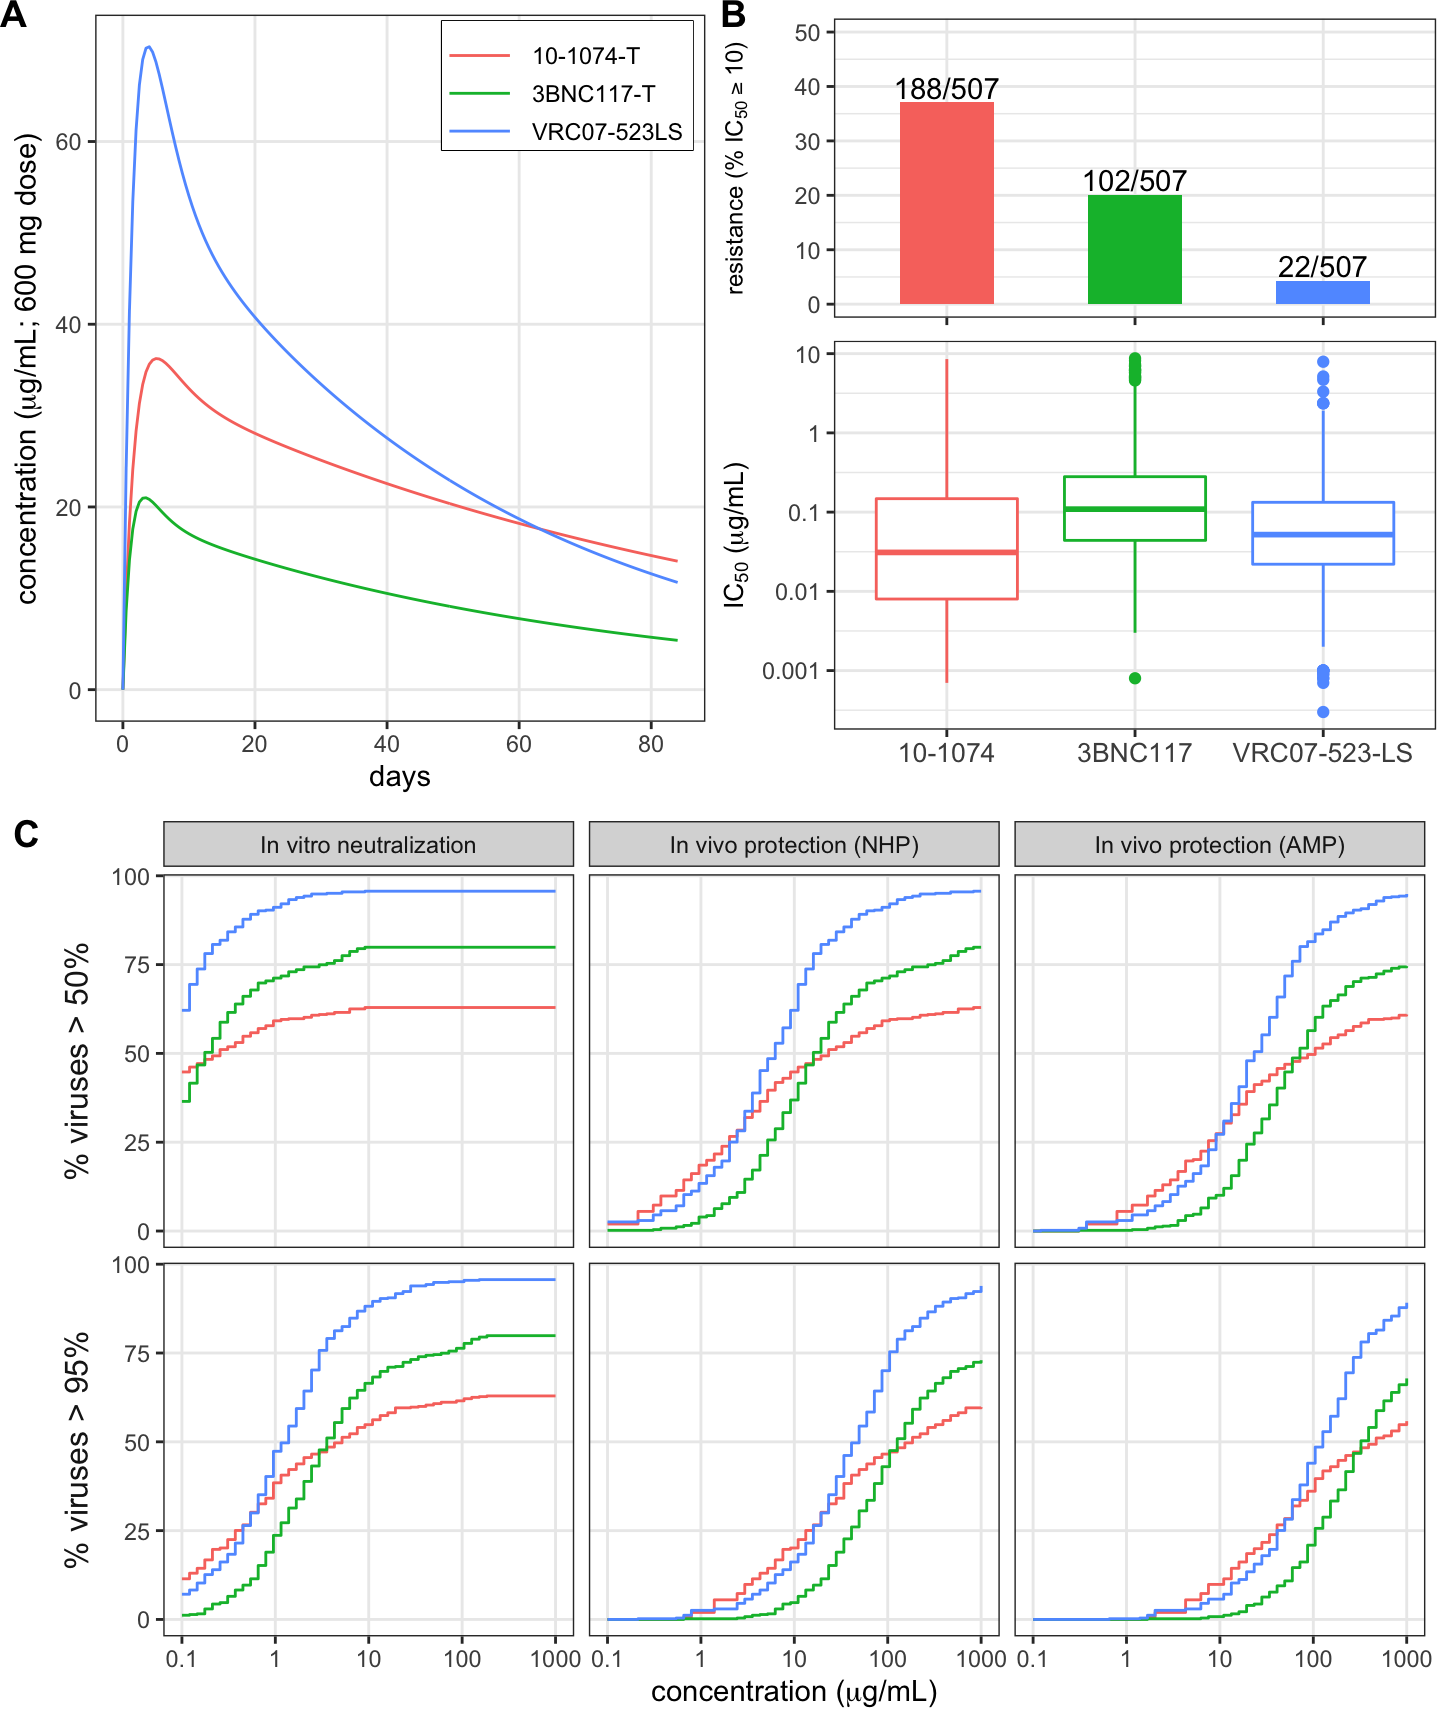 A
10-1074-T
3BNC117-T
VRC07-523LS
concentration (μg/mL; 600 mg dose)
60
40
20
0
0 20 40 60 80
days
B
resistance (% IC50 ≥ 10)
50
40
30
20
10
0
188/507
102/507
22/507
IC50 (μg/mL)
10
1
0.1
0.01
0.001
10-1074 3BNC117 VRC07-523-LS
C
In vitro neutralization In vivo protection (NHP) In vivo protection (AMP)
% viruses > 50%
100
75
50
25
0
% viruses > 95%
100
75
50
25
0
0.1 1 10 100 1000 0.1 1 10 100 1000 0.1 1 10 100 1000
concentration (μg/mL)